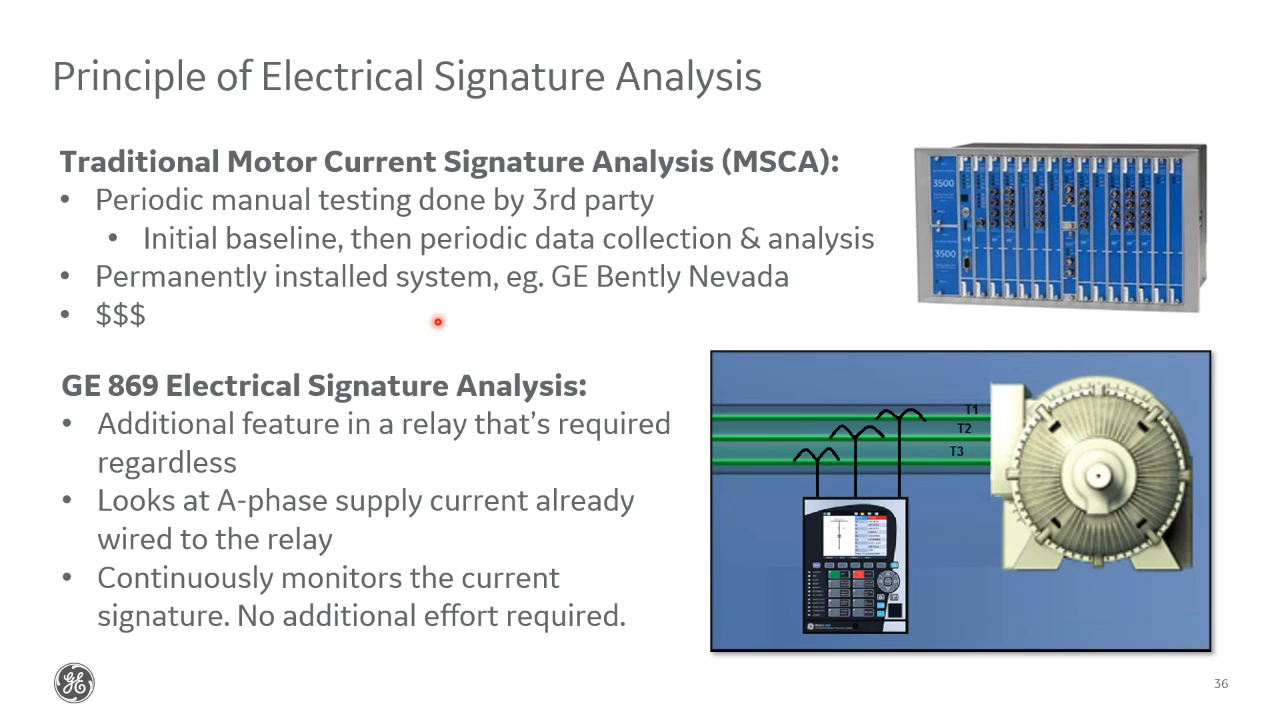 Principle of Electrical Signature Analysis
Traditional Motor Current Signature Analysis (MSCA):
• Periodic manual testing done by 3rd party
• Initial baseline, then periodic data collection & analysis
• Permanently installed system, eg. GE Bently Nevada
• $$$
3500
3500
GE 869 Electrical Signature Analysis:
• Additional feature in a relay that's required
regardless
• Looks at A-phase supply current already
wired to the relay
• Continuously monitors the current
signature. No additional effort required.
T1
T2
T3
36